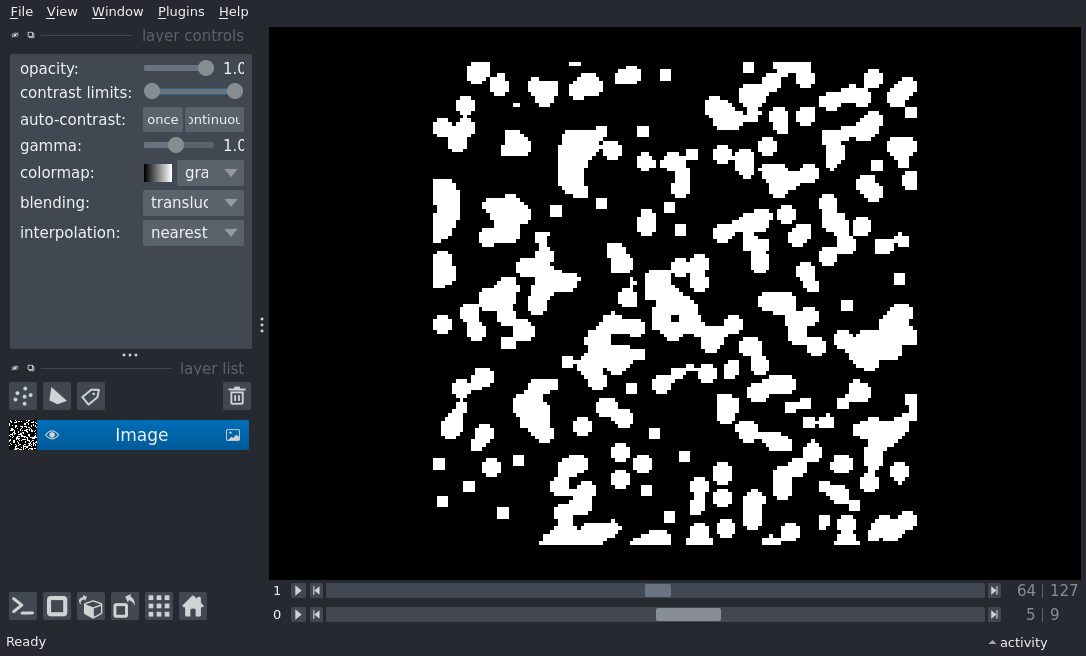 File View Window Plugins Help
layer controls
opacity: 1.0
contrast limits:
auto-contrast: once ontinuou
gamma: 1.0
colormap: gra
blending: transluc
interpolation: nearest
layer list
Image
1 64 | 127
0 5 | 9
Ready activity